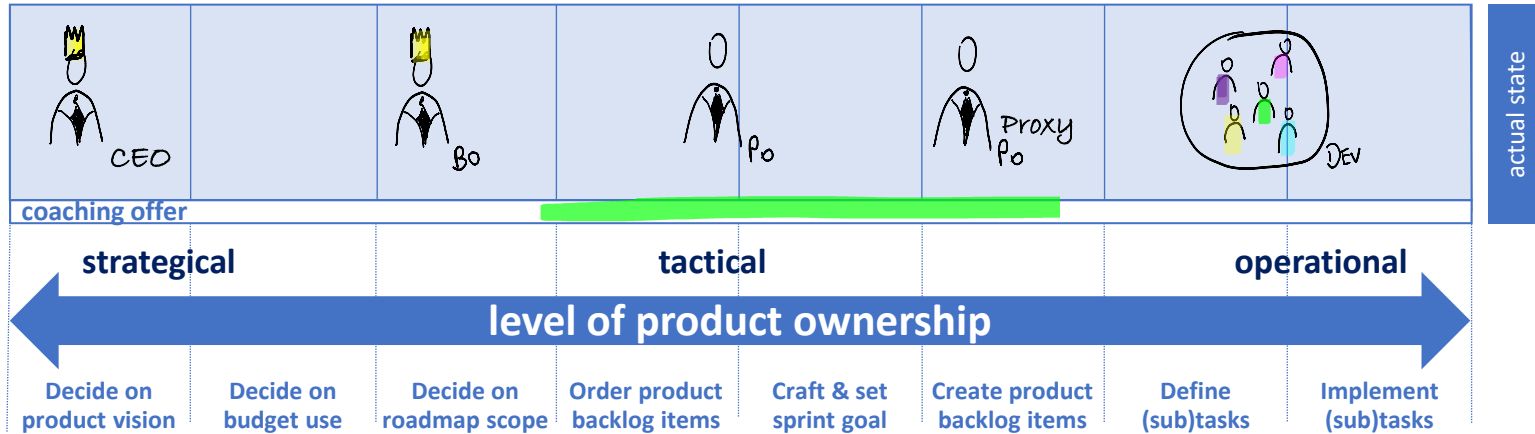 CEO
BO
PO
Proxy
PO
DEV
actual state
coaching offer
strategical
tactical
operational
level of product ownership
Decide on
product vision
Decide on
budget use
Decide on
roadmap scope
Order product
backlog items
Craft & set
sprint goal
Create product
backlog items
Define
(sub)tasks
Implement
(sub)tasks